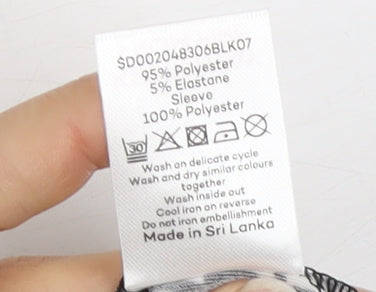 SD002048306BLK07
95% Polyester
5% Elastane
Sleeve
100% Polyester
30
Wash on delicate cycle
Wash and dry similar colours
together
Wash inside out
Cool iron on reverse
Do not iron embellishment
Made in Sri Lanka